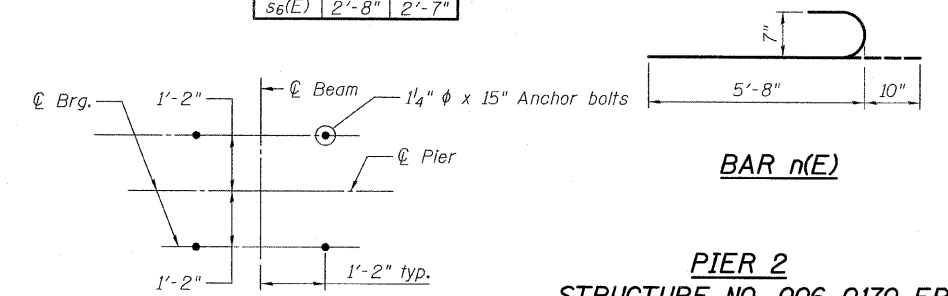 s6(E) 2'-8" 2'-7"
℄ Brg.
1'-2"
℄ Beam
1¼" ϕ x 15" Anchor bolts
℄ Pier
1'-2"
1'-2" typ.
7"
5'-8" 10"
BAR n(E)
PIER 2